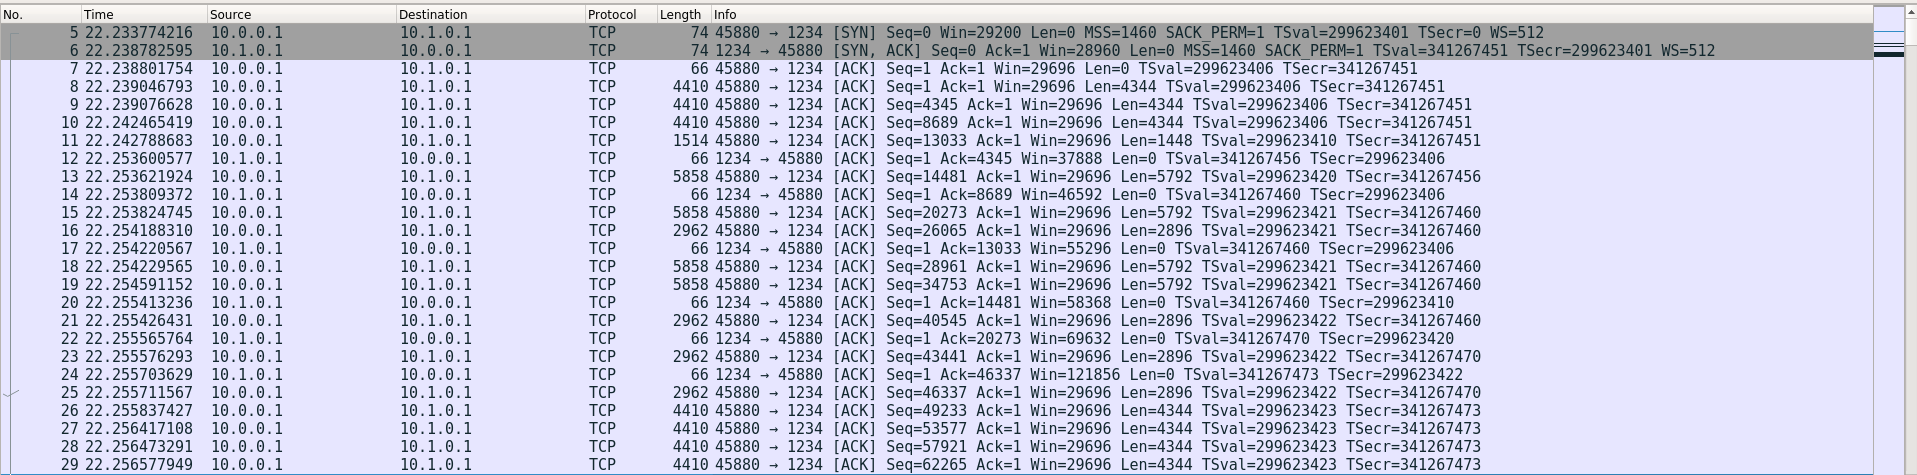 No. Time Source Destination Protocol Length Info
5 22.233774216 10.0.0.1 10.1.0.1 TCP 74 45880 → 1234 [SYN] Seq=0 Win=29200 Len=0 MSS=1460 SACK_PERM=1 TSval=299623401 TSecr=0 WS=512
6 22.238782595 10.1.0.1 10.0.0.1 TCP 74 1234 → 45880 [SYN, ACK] Seq=0 Ack=1 Win=28960 Len=0 MSS=1460 SACK_PERM=1 TSval=341267451 TSecr=299623401 WS=512
7 22.238801754 10.0.0.1 10.1.0.1 TCP 66 45880 → 1234 [ACK] Seq=1 Ack=1 Win=29696 Len=0 TSval=299623406 TSecr=341267451
8 22.239046793 10.0.0.1 10.1.0.1 TCP 4410 45880 → 1234 [ACK] Seq=1 Ack=1 Win=29696 Len=4344 TSval=299623406 TSecr=341267451
9 22.239076628 10.0.0.1 10.1.0.1 TCP 4410 45880 → 1234 [ACK] Seq=4345 Ack=1 Win=29696 Len=4344 TSval=299623406 TSecr=341267451
10 22.242465419 10.0.0.1 10.1.0.1 TCP 4410 45880 → 1234 [ACK] Seq=8689 Ack=1 Win=29696 Len=4344 TSval=299623406 TSecr=341267451
11 22.242788683 10.0.0.1 10.1.0.1 TCP 1514 45880 → 1234 [ACK] Seq=13033 Ack=1 Win=29696 Len=1448 TSval=299623410 TSecr=341267451
12 22.253600577 10.1.0.1 10.0.0.1 TCP 66 1234 → 45880 [ACK] Seq=1 Ack=4345 Win=37888 Len=0 TSval=341267456 TSecr=299623406
13 22.253621924 10.0.0.1 10.1.0.1 TCP 5858 45880 → 1234 [ACK] Seq=14481 Ack=1 Win=29696 Len=5792 TSval=299623420 TSecr=341267456
14 22.253809372 10.1.0.1 10.0.0.1 TCP 66 1234 → 45880 [ACK] Seq=1 Ack=8689 Win=46592 Len=0 TSval=341267460 TSecr=299623406
15 22.253824745 10.0.0.1 10.1.0.1 TCP 5858 45880 → 1234 [ACK] Seq=20273 Ack=1 Win=29696 Len=5792 TSval=299623421 TSecr=341267460
16 22.254188310 10.0.0.1 10.1.0.1 TCP 2962 45880 → 1234 [ACK] Seq=26065 Ack=1 Win=29696 Len=2896 TSval=299623421 TSecr=341267460
17 22.254220567 10.1.0.1 10.0.0.1 TCP 66 1234 → 45880 [ACK] Seq=1 Ack=13033 Win=55296 Len=0 TSval=341267460 TSecr=299623406
18 22.254229565 10.0.0.1 10.1.0.1 TCP 5858 45880 → 1234 [ACK] Seq=28961 Ack=1 Win=29696 Len=5792 TSval=299623421 TSecr=341267460
19 22.254591152 10.0.0.1 10.1.0.1 TCP 5858 45880 → 1234 [ACK] Seq=34753 Ack=1 Win=29696 Len=5792 TSval=299623421 TSecr=341267460
20 22.255413236 10.1.0.1 10.0.0.1 TCP 66 1234 → 45880 [ACK] Seq=1 Ack=14481 Win=58368 Len=0 TSval=341267460 TSecr=299623410
21 22.255426431 10.0.0.1 10.1.0.1 TCP 2962 45880 → 1234 [ACK] Seq=40545 Ack=1 Win=29696 Len=2896 TSval=299623422 TSecr=341267460
22 22.255565764 10.1.0.1 10.0.0.1 TCP 66 1234 → 45880 [ACK] Seq=1 Ack=20273 Win=69632 Len=0 TSval=341267470 TSecr=299623420
23 22.255576293 10.0.0.1 10.1.0.1 TCP 2962 45880 → 1234 [ACK] Seq=43441 Ack=1 Win=29696 Len=2896 TSval=299623422 TSecr=341267470
24 22.255703629 10.1.0.1 10.0.0.1 TCP 66 1234 → 45880 [ACK] Seq=1 Ack=46337 Win=121856 Len=0 TSval=341267473 TSecr=299623422
25 22.255711567 10.0.0.1 10.1.0.1 TCP 2962 45880 → 1234 [ACK] Seq=46337 Ack=1 Win=29696 Len=2896 TSval=299623422 TSecr=341267470
26 22.255837427 10.0.0.1 10.1.0.1 TCP 4410 45880 → 1234 [ACK] Seq=49233 Ack=1 Win=29696 Len=4344 TSval=299623423 TSecr=341267473
27 22.256417108 10.0.0.1 10.1.0.1 TCP 4410 45880 → 1234 [ACK] Seq=53577 Ack=1 Win=29696 Len=4344 TSval=299623423 TSecr=341267473
28 22.256473291 10.0.0.1 10.1.0.1 TCP 4410 45880 → 1234 [ACK] Seq=57921 Ack=1 Win=29696 Len=4344 TSval=299623423 TSecr=341267473
29 22.256577949 10.0.0.1 10.1.0.1 TCP 4410 45880 → 1234 [ACK] Seq=62265 Ack=1 Win=29696 Len=4344 TSval=299623423 TSecr=341267473